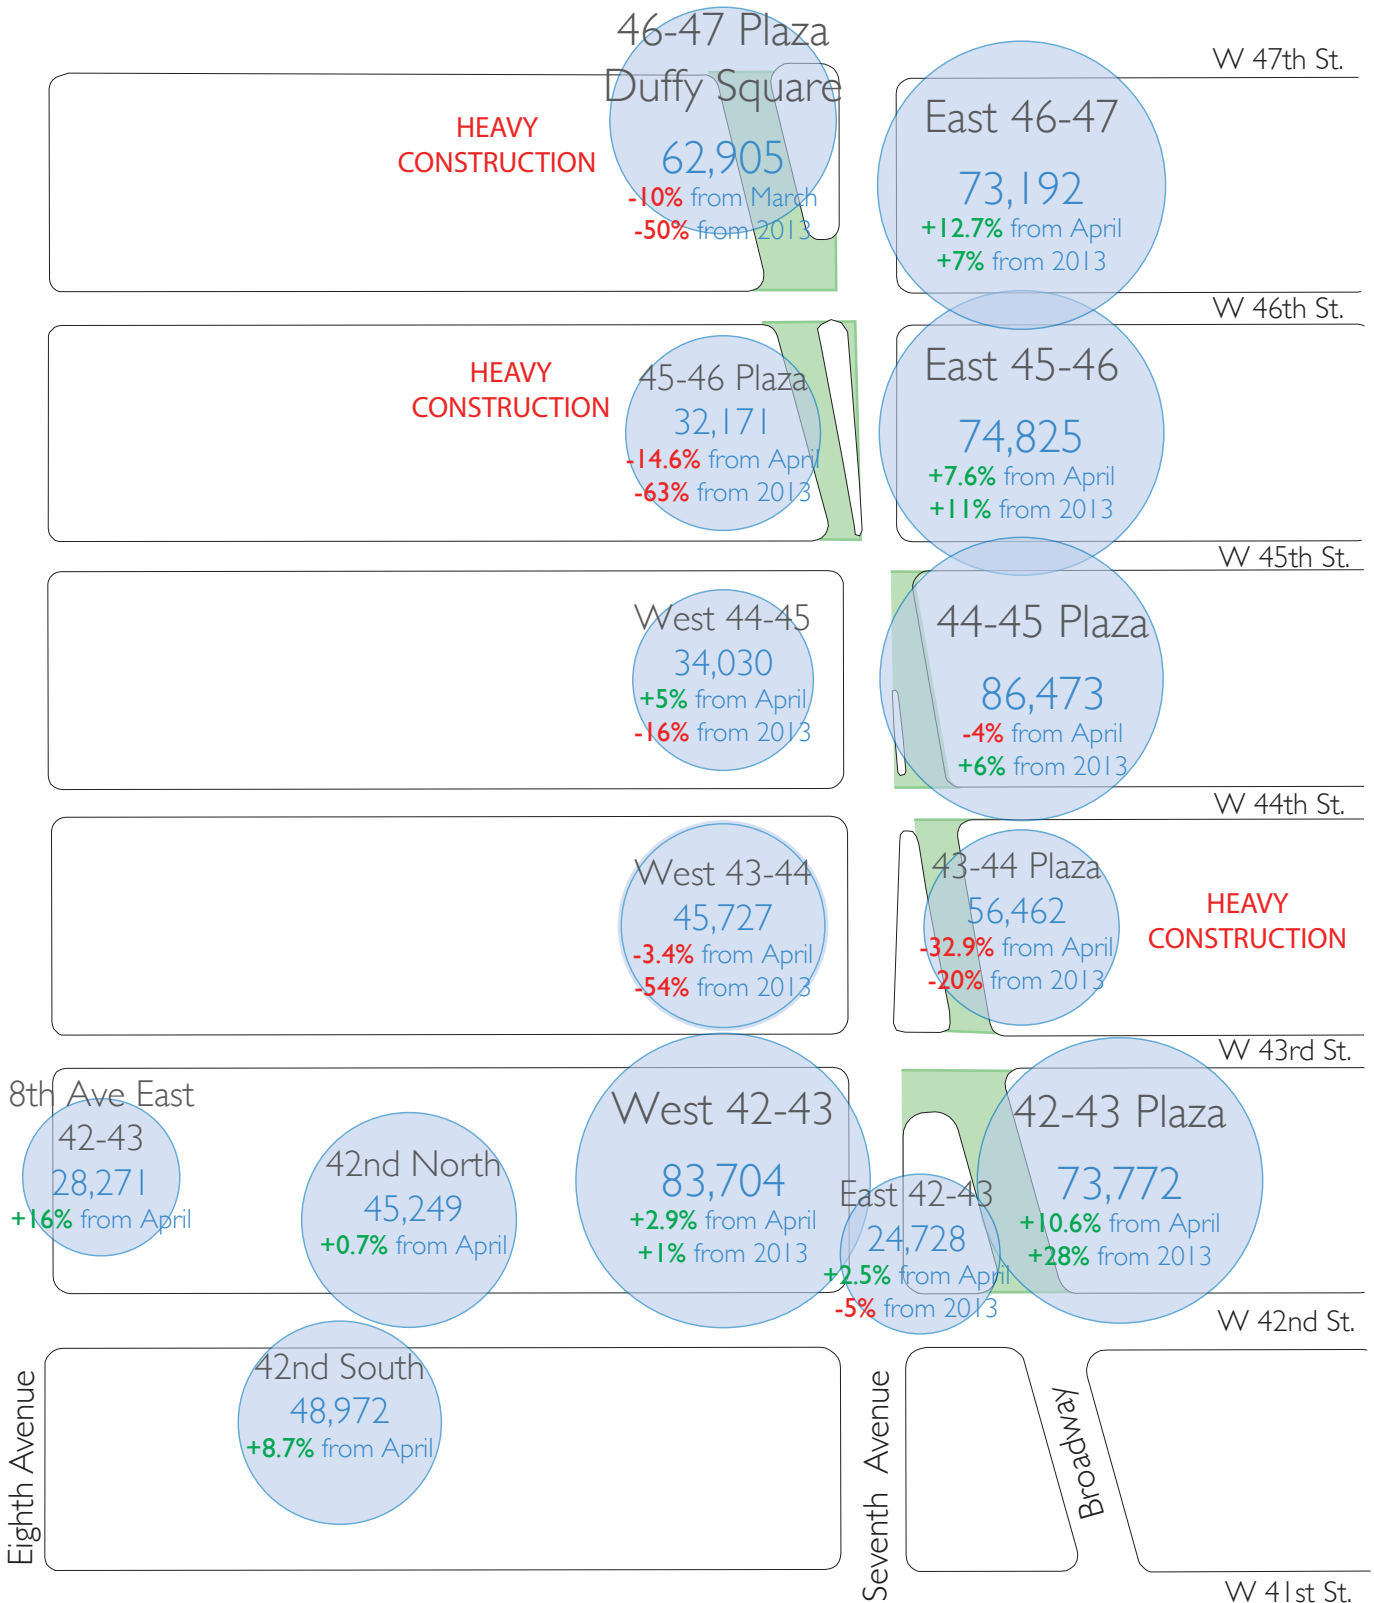 46-47 Plaza
Duffy Square
62,905
-10% from March
-50% from 2013
HEAVY
CONSTRUCTION
W 47th St.
East 46-47
73,192
+12.7% from April
+7% from 2013
W 46th St.
HEAVY
CONSTRUCTION
45-46 Plaza
32,171
-14.6% from April
-63% from 2013
East 45-46
74,825
+7.6% from April
+11% from 2013
W 45th St.
West 44-45
34,030
+5% from April
-16% from 2013
44-45 Plaza
86,473
-4% from April
+6% from 2013
W 44th St.
West 43-44
45,727
-3.4% from April
-54% from 2013
43-44 Plaza
56,462
-32.9% from April
-20% from 2013
HEAVY
CONSTRUCTION
W 43rd St.
8th Ave East
42-43
28,271
+16% from April
42nd North
45,249
+0.7% from April
West 42-43
83,704
+2.9% from April
+1% from 2013
East 42-43
24,728
+2.5% from April
-5% from 2013
42-43 Plaza
73,772
+10.6% from April
+28% from 2013
W 42nd St.
42nd South
48,972
+8.7% from April
Eighth Avenue
Seventh Avenue
Broadway
W 41st St.